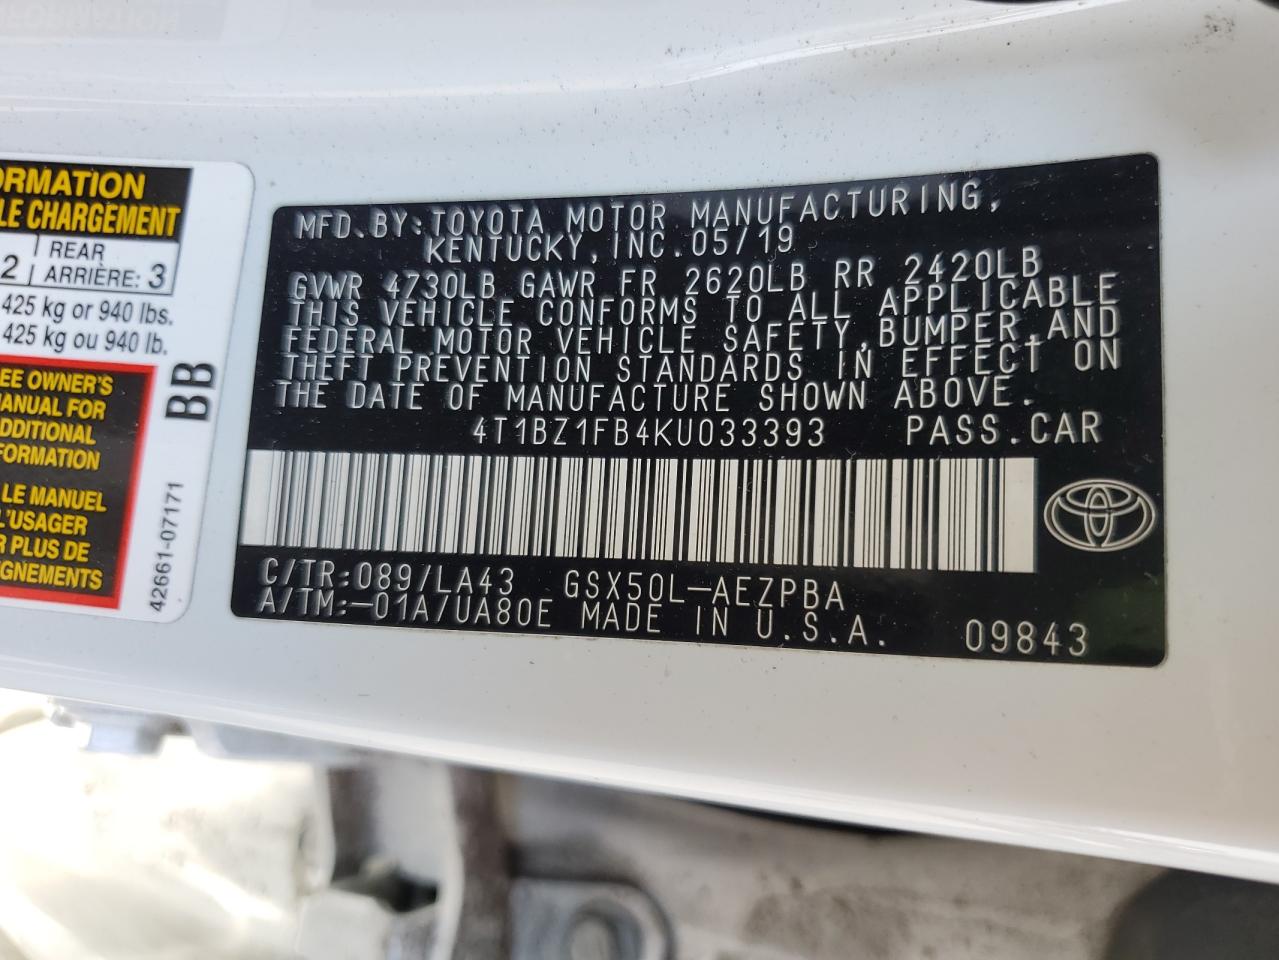 ORMATION
LE CHARGEMENT
2 REAR
ARRIÈRE: 3
425 kg or 940 lbs.
425 kg ou 940 lb.
EE OWNER'S
ANUAL FOR
DDITIONAL
FORMATION
LE MANUEL
L'USAGER
R PLUS DE
IGNEMENTS
BB
42661-07171
MFD. BY: TOYOTA MOTOR MANUFACTURING,
KENTUCKY, INC. 05/19
GVWR 4730LB GAWR FR 2620LB RR 2420LB
THIS VEHICLE CONFORMS TO ALL APPLICABLE
FEDERAL MOTOR VEHICLE SAFETY, BUMPER, AND
THEFT PREVENTION STANDARDS IN EFFECT ON
THE DATE OF MANUFACTURE SHOWN ABOVE.
4T1BZ1FB4KU033393 PASS. CAR
C/TR: 089/LA43 GSX50L-AEZPBA
A/TM: -01A/UA80E MADE IN U.S.A. 09843